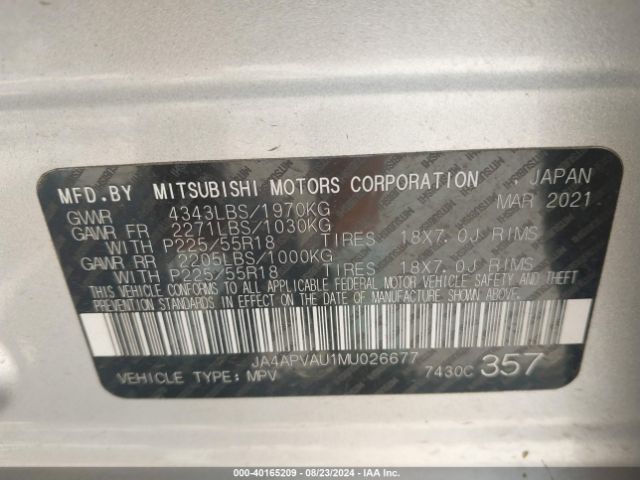 MFD.BY MITSUBISHI MOTORS CORPORATION JAPAN
GVWR 4343LBS/1970KG MAR 2021
GAWR FR 2271LBS/1030KG
WITH P225/55R18 TIRES 18X7.0J RIMS
GAWR RR 2205LBS/1000KG
WITH P225/55R18 TIRES 18X7.0J RIMS
THIS VEHICLE CONFORMS TO ALL APPLICABLE FEDERAL MOTOR VEHICLE SAFETY AND THEFT
PREVENTION STANDARDS IN EFFECT ON THE DATE OF MANUFACTURE SHOWN ABOVE.
JA4APVAU1MU026677
VEHICLE TYPE: MPV 7430C 357
000-40165209 - 08/23/2024 - IAAI.com